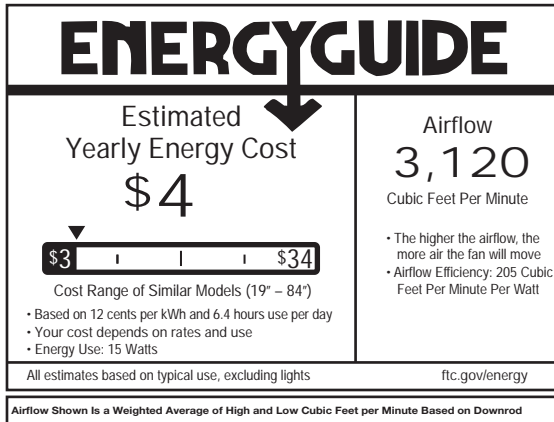 ENERGYGUIDE
Estimated
Yearly Energy Cost
$4
$3 $34
Cost Range of Similar Models (19" – 84")
• Based on 12 cents per kWh and 6.4 hours use per day
• Your cost depends on rates and use
• Energy Use: 15 Watts
Airflow
3,120
Cubic Feet Per Minute
• The higher the airflow, the
more air the fan will move
• Airflow Efficiency: 205 Cubic
Feet Per Minute Per Watt
All estimates based on typical use, excluding lights
ftc.gov/energy
Airflow Shown Is a Weighted Average of High and Low Cubic Feet per Minute Based on Downrod